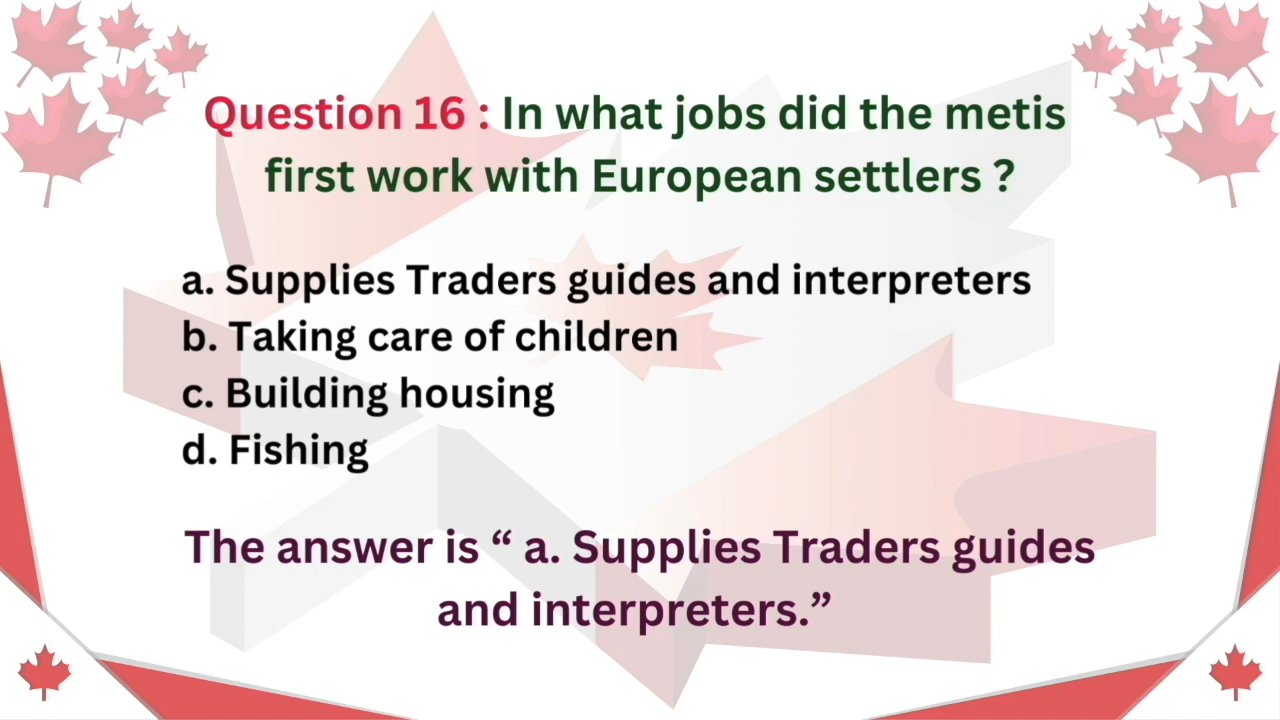 Question 16 : In what jobs did the metis
first work with European settlers ?
a. Supplies Traders guides and interpreters
b. Taking care of children
c. Building housing
d. Fishing
The answer is “ a. Supplies Traders guides
and interpreters.”